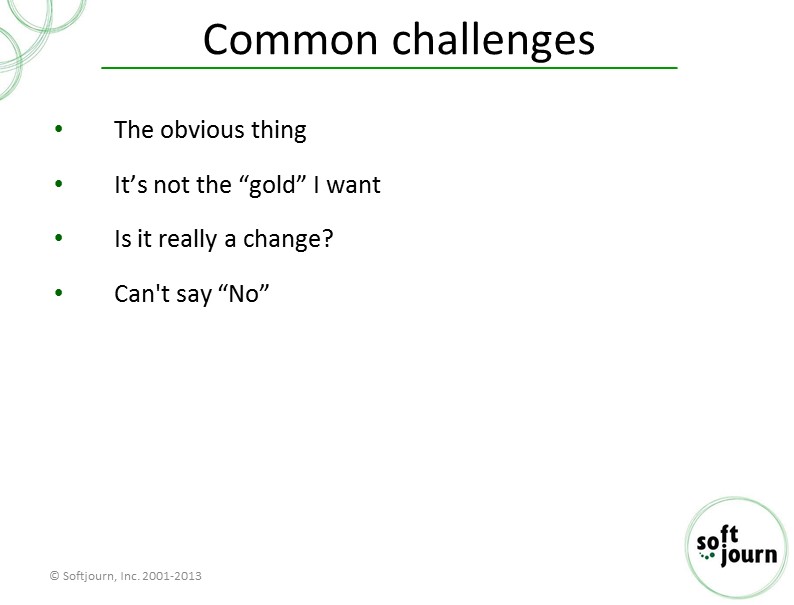 Common challenges
• The obvious thing
• It’s not the “gold” I want
• Is it really a change?
• Can't say “No”
© Softjourn, Inc. 2001-2013
soft
journ